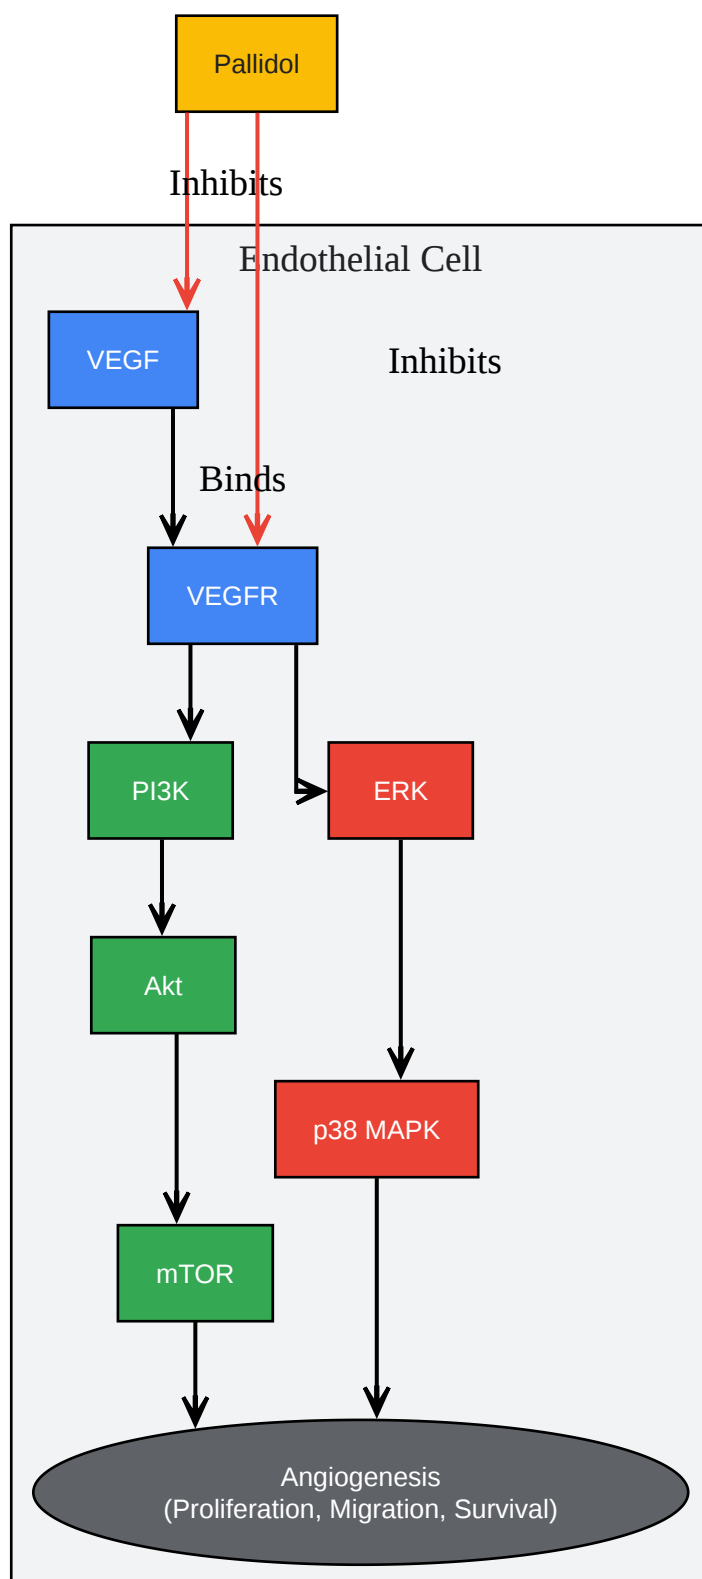 Pallidol
Inhibits
Endothelial Cell
VEGF
Inhibits
Binds
VEGFR
PI3K
ERK
Akt
p38 MAPK
mTOR
Angiogenesis
(Proliferation, Migration, Survival)